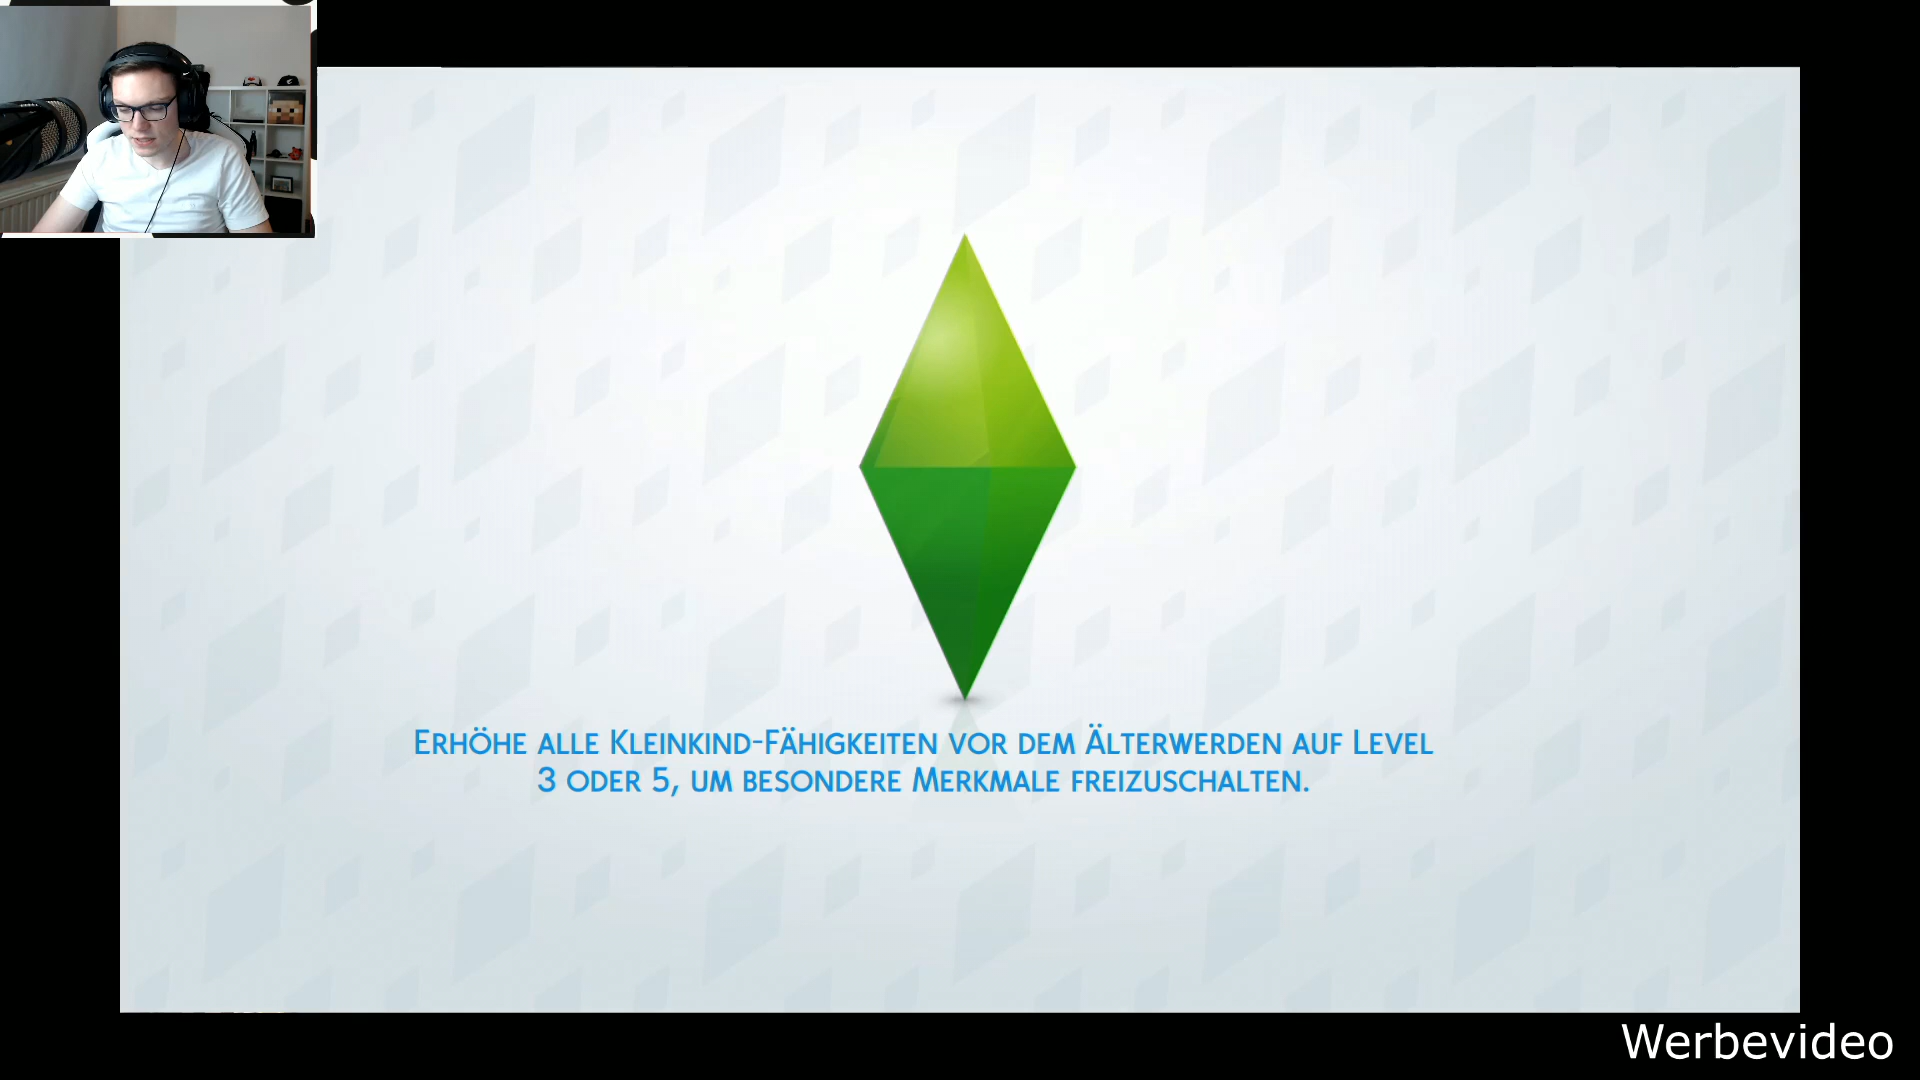 Erhöhe alle Kleinkind-Fähigkeiten vor dem Älterwerden auf Level
3 oder 5, um besondere Merkmale freizuschalten.
Werbevideo